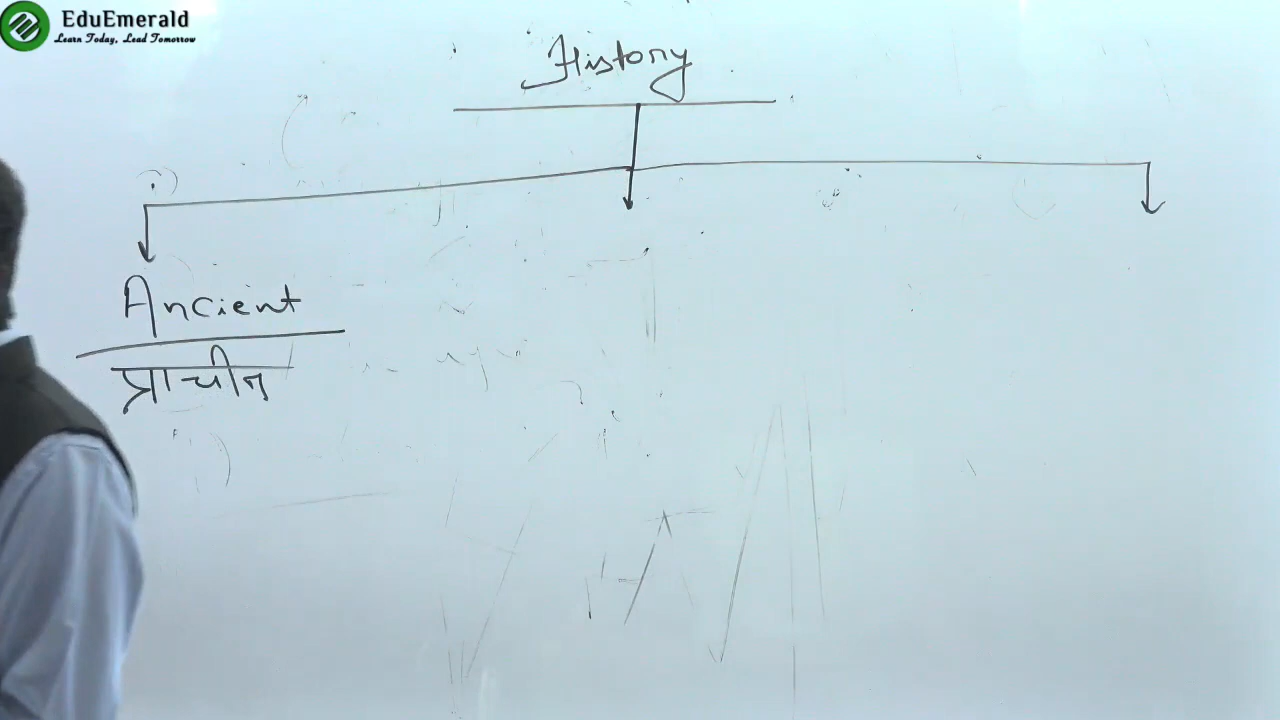 EduEmerald
Learn Today, Lead Tomorrow
History
Ancient
प्राचीन